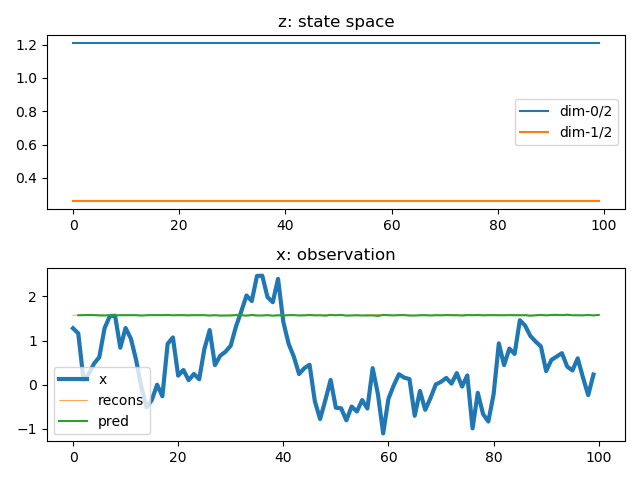 z: state space
1.2
1.0
0.8
0.6
0.4
dim-0/2
dim-1/2
0 20 40 60 80 100
x: observation
2
1
0
−1
x
recons
pred
0 20 40 60 80 100